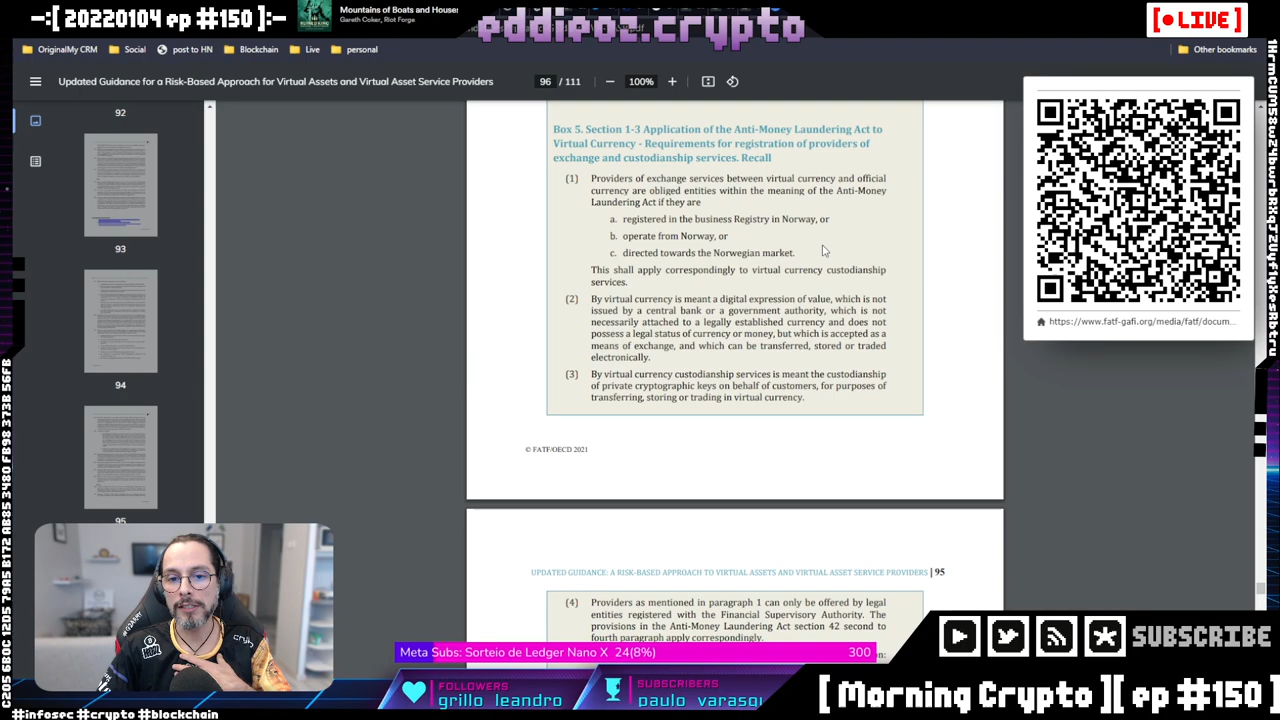 -:[ 20220104 ep #150 ]:-
Mountains of Boats and House
Gareth Coker, Riot Forge.
eddieoz.crypto
[ LIVE ]
OriginalMy CRM
Social
post to HN
Blockchain
Live
personal
Other bookmarks
Updated Guidance for a Risk-Based Approach for Virtual Assets and Virtual Asset Service Providers
96 / 111
100%
92
93
94
95
Box 5. Section 1-3 Application of the Anti-Money Laundering Act to
Virtual Currency - Requirements for registration of providers of
exchange and custodianship services. Recall
(1) Providers of exchange services between virtual currency and official
currency are obliged entities within the meaning of the Anti-Money
Laundering Act if they are
a. registered in the business Registry in Norway, or
b. operate from Norway, or
c. directed towards the Norwegian market.
This shall apply correspondingly to virtual currency custodianship
services.
(2) By virtual currency is meant a digital expression of value, which is not
issued by a central bank or a government authority, which is not
necessarily attached to a legally established currency and does not
possess a legal status of currency or money, but which is accepted as a
means of exchange, and which can be transferred, stored or traded
electronically.
(3) By virtual currency custodianship services is meant the custodianship
of private cryptographic keys on behalf of customers, for purposes of
transferring, storing or trading in virtual currency.
© FATF/OECD 2021
UPDATED GUIDANCE: A RISK-BASED APPROACH TO VIRTUAL ASSETS AND VIRTUAL ASSET SERVICE PROVIDERS | 95
(4) Providers as mentioned in paragraph 1 can only be offered by legal
entities registered with the Financial Supervisory Authority. The
provisions in the Anti-Money Laundering Act section 42 second to
fourth paragraph apply correspondingly.
https://www.fatf-gafi.org/media/fatf/docum...
Meta Subs: Sorteio de Ledger Nano X 24(8%)
300
FOLLOWERS
grillo_leandro
SUBSCRIBERS
paulo_varasqu
SUBSCRIBE
[ Morning Crypto ][ ep #150 ]
#crypto #blockchain